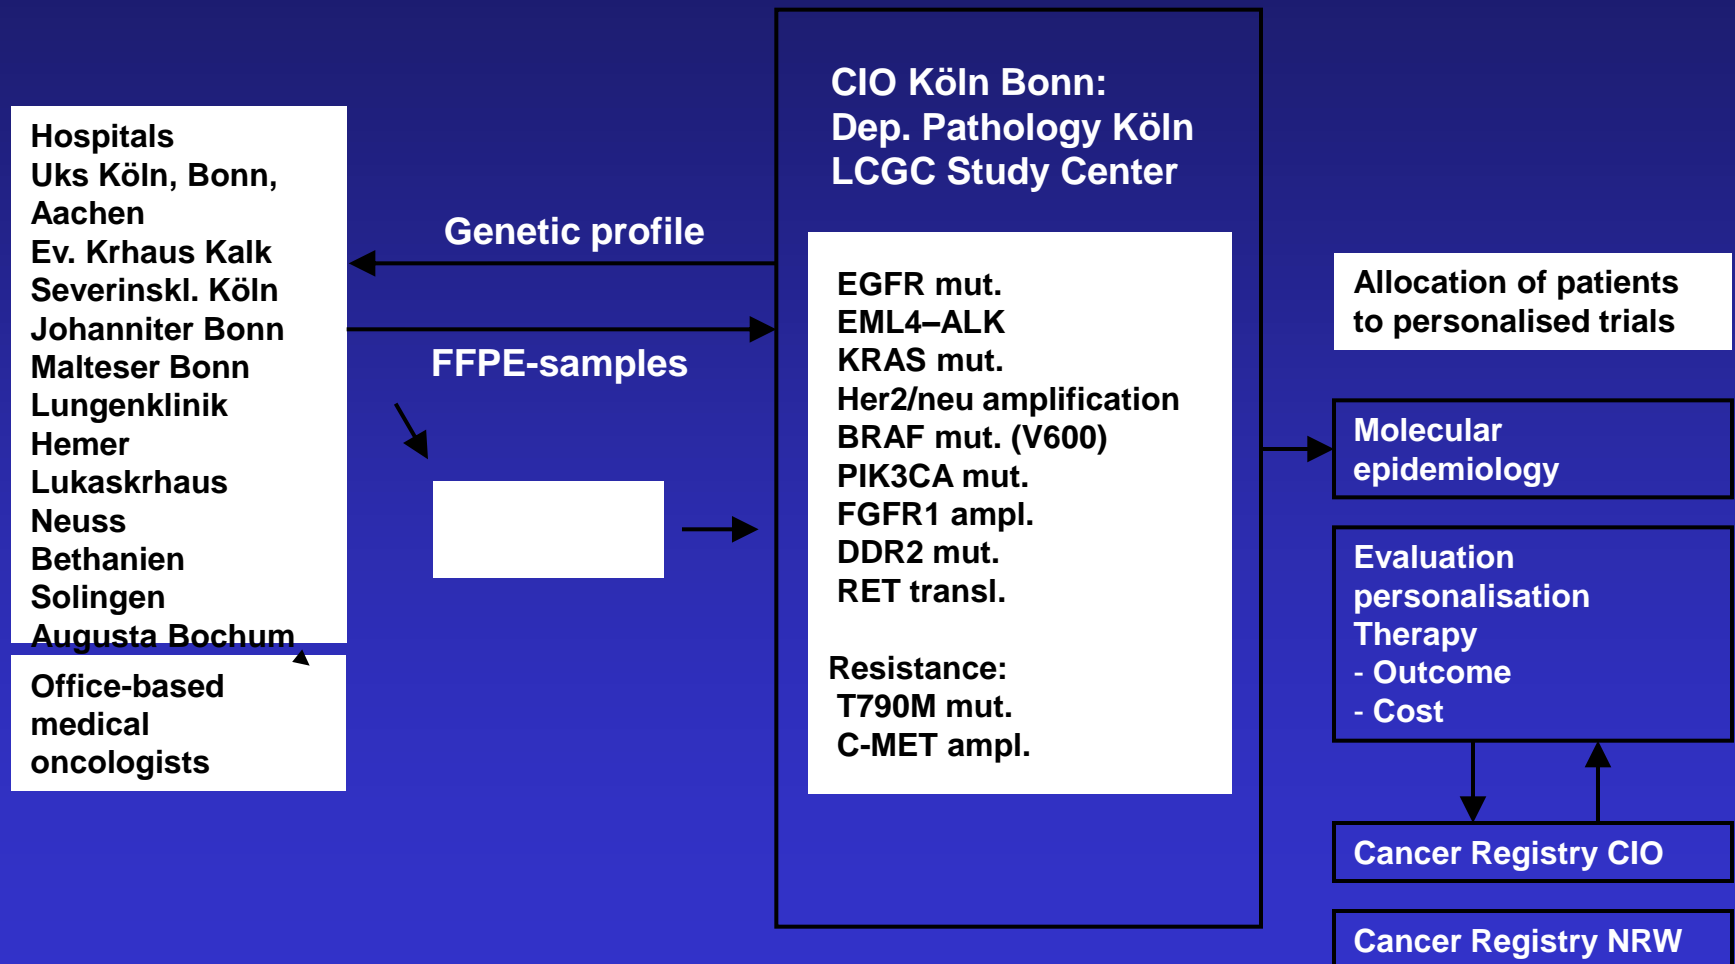 Hospitals
Uks Köln, Bonn,
Aachen
Ev. Krhaus Kalk
Severinskl. Köln
Johanniter Bonn
Malteser Bonn
Lungenklinik
Hemer
Lukaskrhaus
Neuss
Bethanien
Solingen
Augusta Bochum
Office-based
medical
oncologists
Genetic profile
FFPE-samples
CIO Köln Bonn:
Dep. Pathology Köln
LCGC Study Center
EGFR mut.
EML4–ALK
KRAS mut.
Her2/neu amplification
BRAF mut. (V600)
PIK3CA mut.
FGFR1 ampl.
DDR2 mut.
RET transl.
Resistance:
T790M mut.
C-MET ampl.
Allocation of patients
to personalised trials
Molecular
epidemiology
Evaluation
personalisation
Therapy
- Outcome
- Cost
Cancer Registry CIO
Cancer Registry NRW